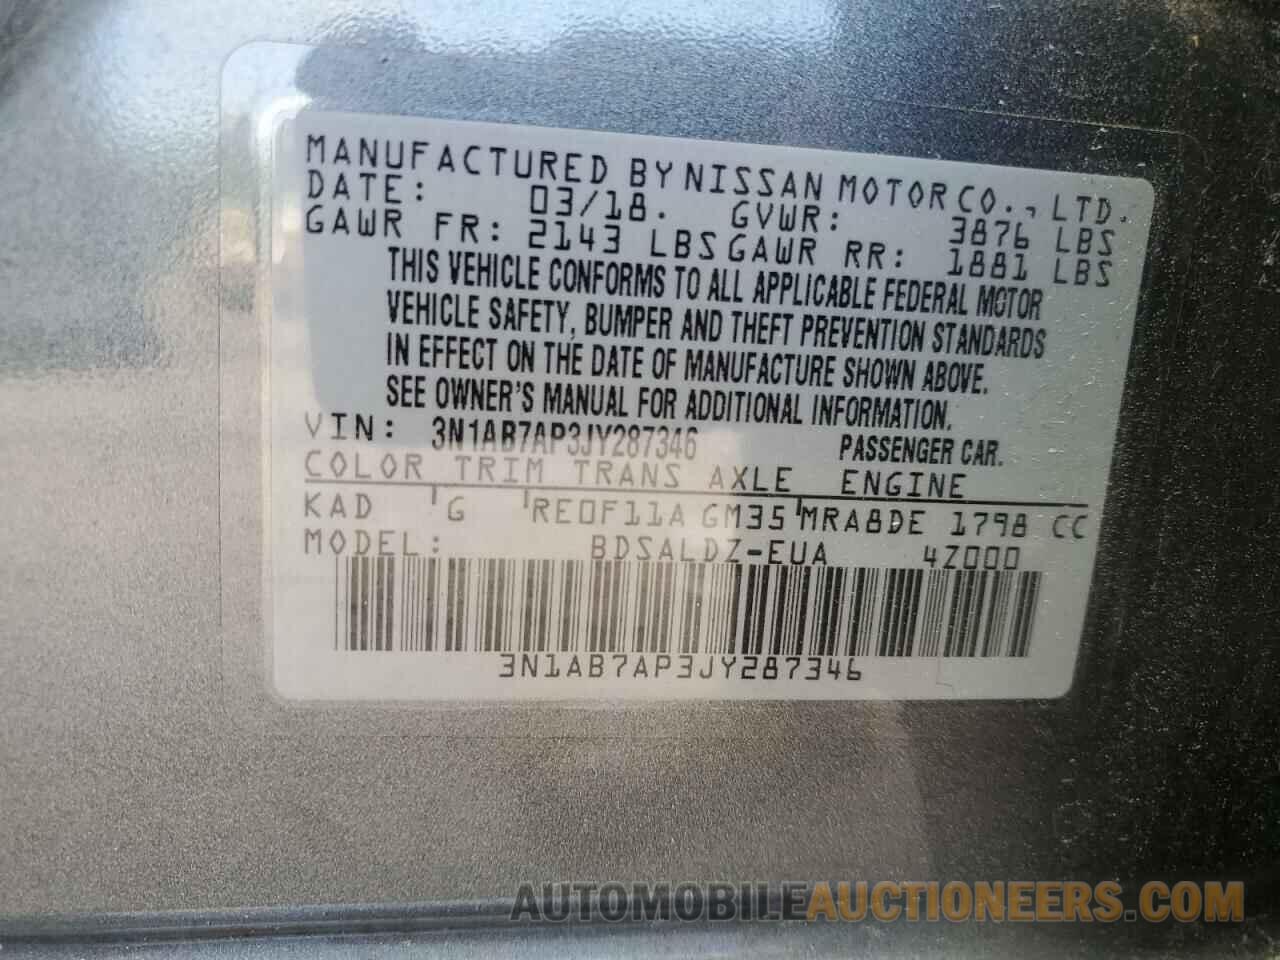 MANUFACTURED BY NISSAN MOTOR CO., LTD.
DATE: 03/18. GVWR: 3876 LBS
GAWR FR: 2143 LBS GAWR RR: 1881 LBS
THIS VEHICLE CONFORMS TO ALL APPLICABLE FEDERAL MOTOR
VEHICLE SAFETY, BUMPER AND THEFT PREVENTION STANDARDS
IN EFFECT ON THE DATE OF MANUFACTURE SHOWN ABOVE.
SEE OWNER'S MANUAL FOR ADDITIONAL INFORMATION.
VIN: 3N1AB7AP3JY287346 PASSENGER CAR.
COLOR TRIM TRANS AXLE ENGINE
KAD G RE0F11A GM35 MRA8DE 1798 CC
MODEL: BDSALDZ-EUA 4Z000
3N1AB7AP3JY287346
AUTOMOBILEAUCTIONEERS.COM